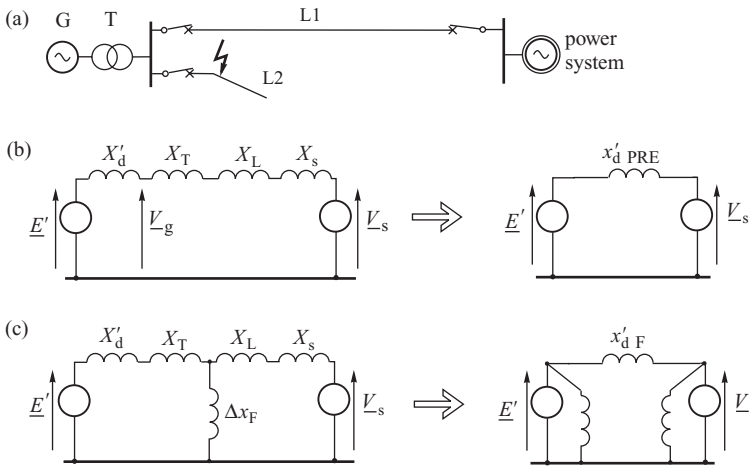 (a) G T L1 power
system
L2
(b) X′d XT XL Xs x′d PRE
E′ Vg Vs E′ Vs
(c) X′d XT XL Xs x′d F
E′ ΔxF Vs E′ V